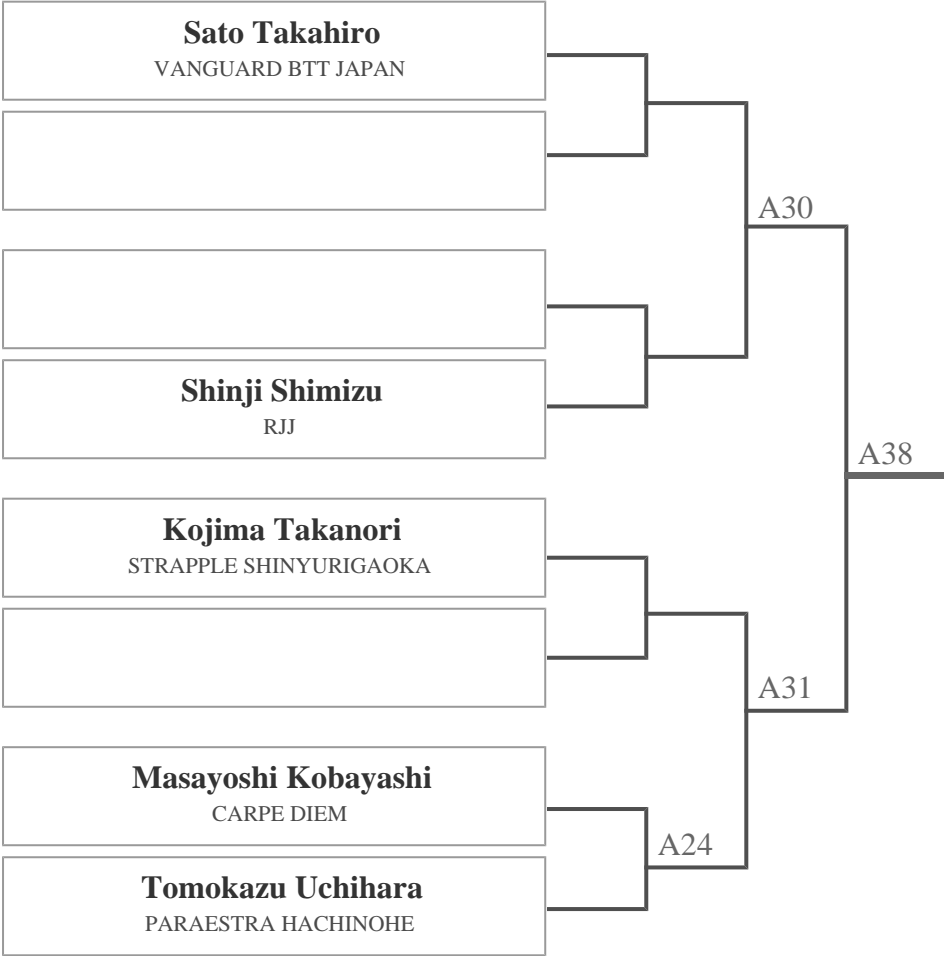 Sato Takahiro
VANGUARD BTT JAPAN
A30
Shinji Shimizu
RJJ
A38
Kojima Takanori
STRAPPLE SHINYURIGAOKA
A31
Masayoshi Kobayashi
CARPE DIEM
A24
Tomokazu Uchihara
PARAESTRA HACHINOHE